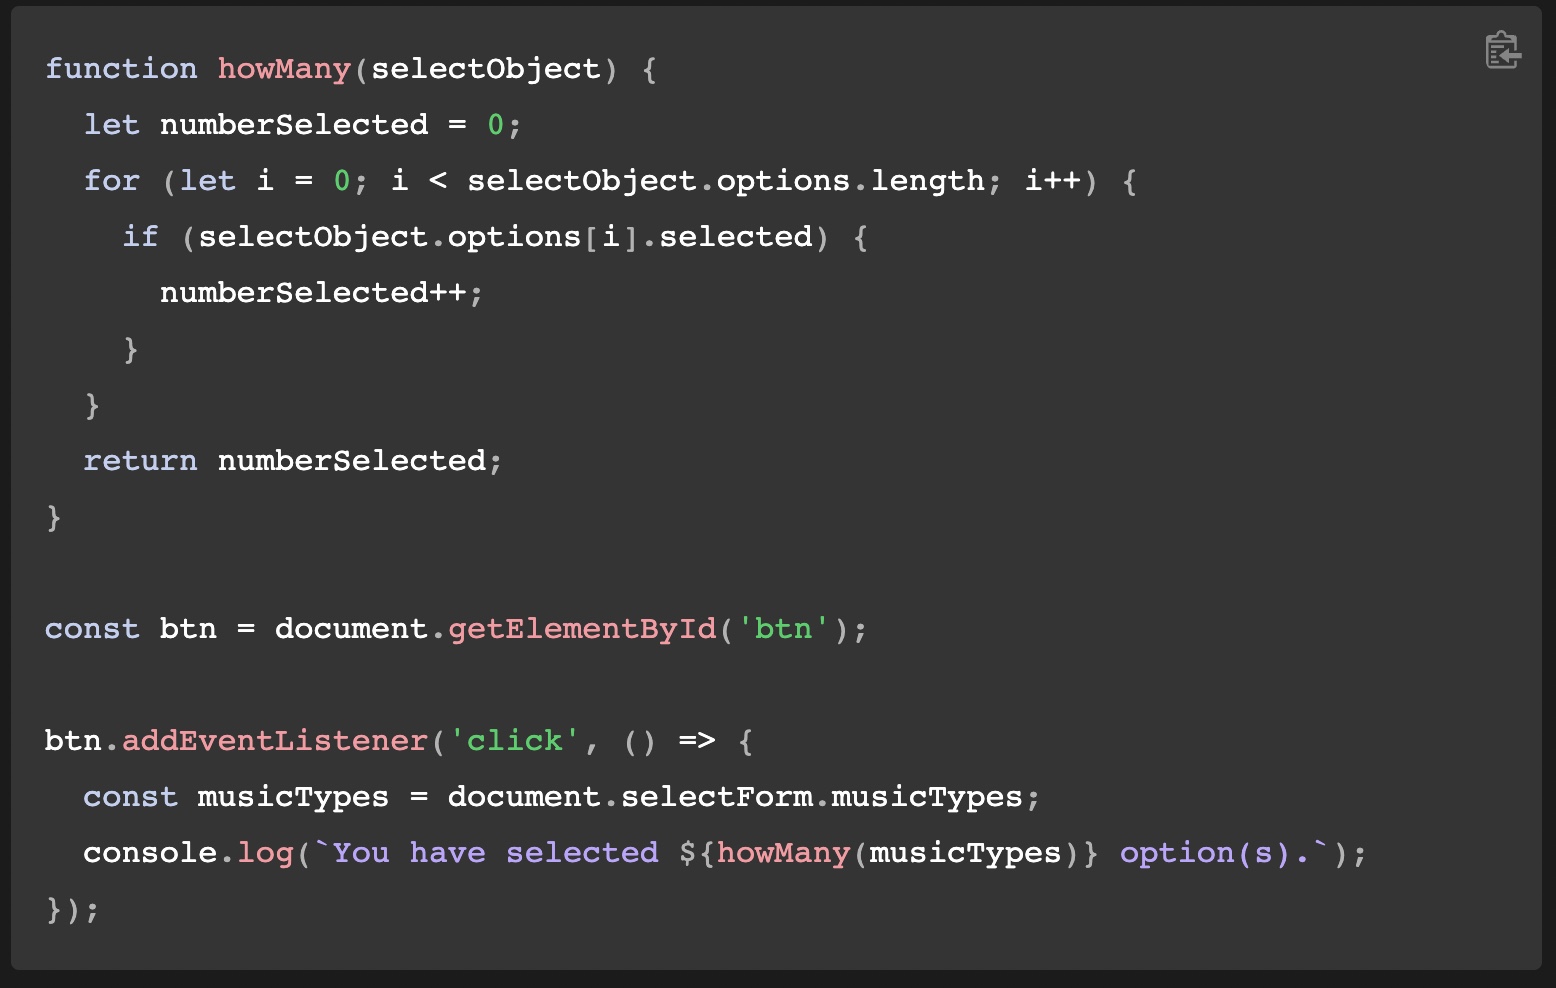 function howMany(selectObject) {
  let numberSelected = 0;
  for (let i = 0; i < selectObject.options.length; i++) {
    if (selectObject.options[i].selected) {
      numberSelected++;
    }
  }
  return numberSelected;
}

const btn = document.getElementById('btn');

btn.addEventListener('click', () => {
  const musicTypes = document.selectForm.musicTypes;
  console.log(`You have selected ${howMany(musicTypes)} option(s).`);
});